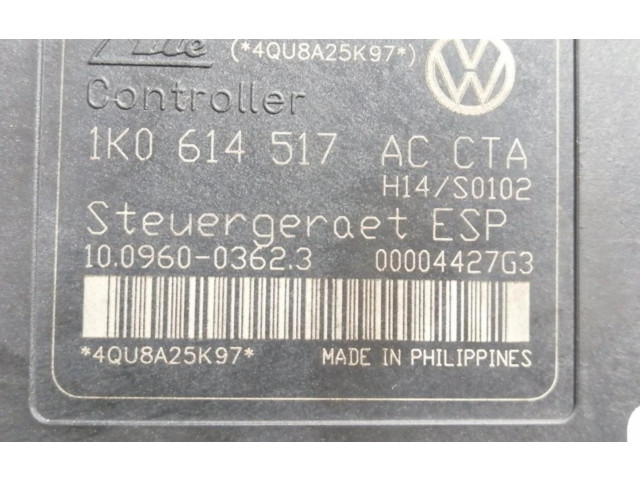 Ate (*4QU8A25K97*)
Controller
1K0 614 517 AC CTA
H14/S0102
Steuergeraet ESP
10.0960-0362.3 00004427G3
*4QU8A25K97* MADE IN PHILIPPINES